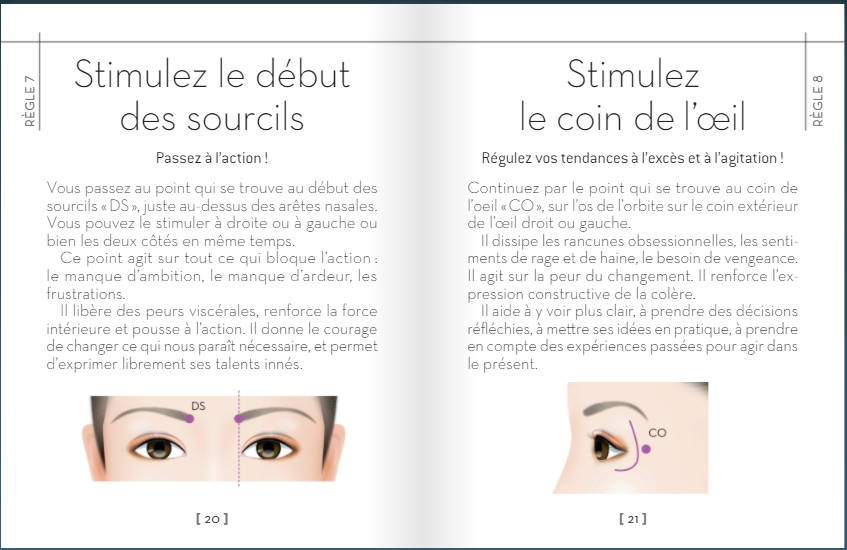 RÈGLE 7
Stimulez le début
des sourcils
Passez à l'action !
Vous passez au point qui se trouve au début des
sourcils « DS », juste au-dessus des arêtes nasales.
Vous pouvez le stimuler à droite ou à gauche ou
bien les deux côtés en même temps.
Ce point agit sur tout ce qui bloque l'action :
le manque d'ambition, le manque d'ardeur, les
frustrations.
Il libère des peurs viscérales, renforce la force
intérieure et pousse à l'action. Il donne le courage
de changer ce qui nous paraît nécessaire, et permet
d'exprimer librement ses talents innés.
DS
[ 20 ]
RÈGLE 8
Stimulez
le coin de l'œil
Régulez vos tendances à l'excès et à l'agitation !
Continuez par le point qui se trouve au coin de
l'oeil « CO », sur l'os de l'orbite sur le coin extérieur
de l'œil droit ou gauche.
Il dissipe les rancunes obsessionnelles, les senti-
ments de rage et de haine, le besoin de vengeance.
Il agit sur la peur du changement. Il renforce l'ex-
pression constructive de la colère.
Il aide à y voir plus clair, à prendre des décisions
réfléchies, à mettre ses idées en pratique, à prendre
en compte des expériences passées pour agir dans
le présent.
CO
[ 21 ]